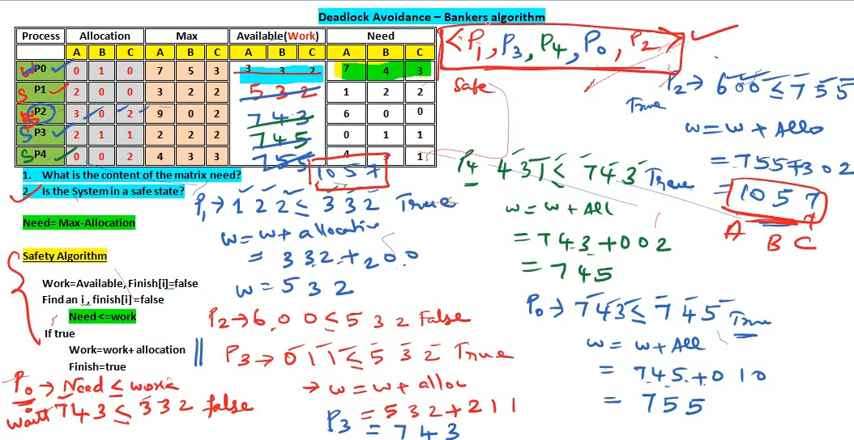 Deadlock Avoidance – Bankers algorithm
Process Allocation Max Available(Work) Need
A B C A B C A B C A B C
P0 0 1 0 7 5 3 3 3 2 7 4 3
S P1 2 0 0 3 2 2 5 3 2 1 2 2
P2 3 0 2 9 0 2 7 4 3 6 0 0
S P3 2 1 1 2 2 2 7 4 5 0 1 1
S P4 0 0 2 4 3 3 7 5 5 4 3 1
10 5 7
1. What is the content of the matrix need?
2. Is the System in a safe state?
Need= Max-Allocation
Safety Algorithm
Work=Available, Finish[i]=false
Find an i, finish[i]=false
Need <=work
If true
Work=work+ allocation
Finish=true
P0 → Need ≤ work
wait 7 4 3 ≤ 3 3 2 false
P1 → 1 2 2 ≤ 3 3 2 True
w = w + allocation
= 3 3 2 + 2 0 0
w = 5 3 2
P2 → 6 0 0 ≤ 5 3 2 False
P3 → 0 1 1 ≤ 5 3 2 True
→ w = w + alloc
= 5 3 2 + 2 1 1
P3 = 7 4 3
< P1, P3, P4, P0, P2 >
Safe
P4 4 3 1 ≤ 7 4 3 True
w = w + All
= 7 4 3 + 0 0 2
= 7 4 5
P0 → 7 4 3 ≤ 7 4 5 True
w = w + All
= 7 4 5 + 0 1 0
= 7 5 5
P2 → 6 0 0 ≤ 7 5 5
True
w = w + Allo
= 7 5 5 + 3 0 2
= 10 5 7
A B C